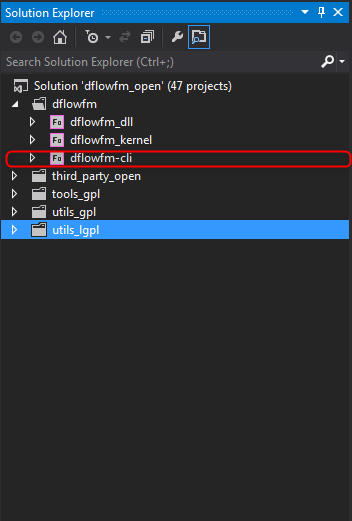 Solution Explorer
Search Solution Explorer (Ctrl+;)
Solution 'dflowfm_open' (47 projects)
dflowfm
Fo dflowfm_dll
Fo dflowfm_kernel
Fo dflowfm-cli
third_party_open
tools_gpl
utils_gpl
utils_lgpl